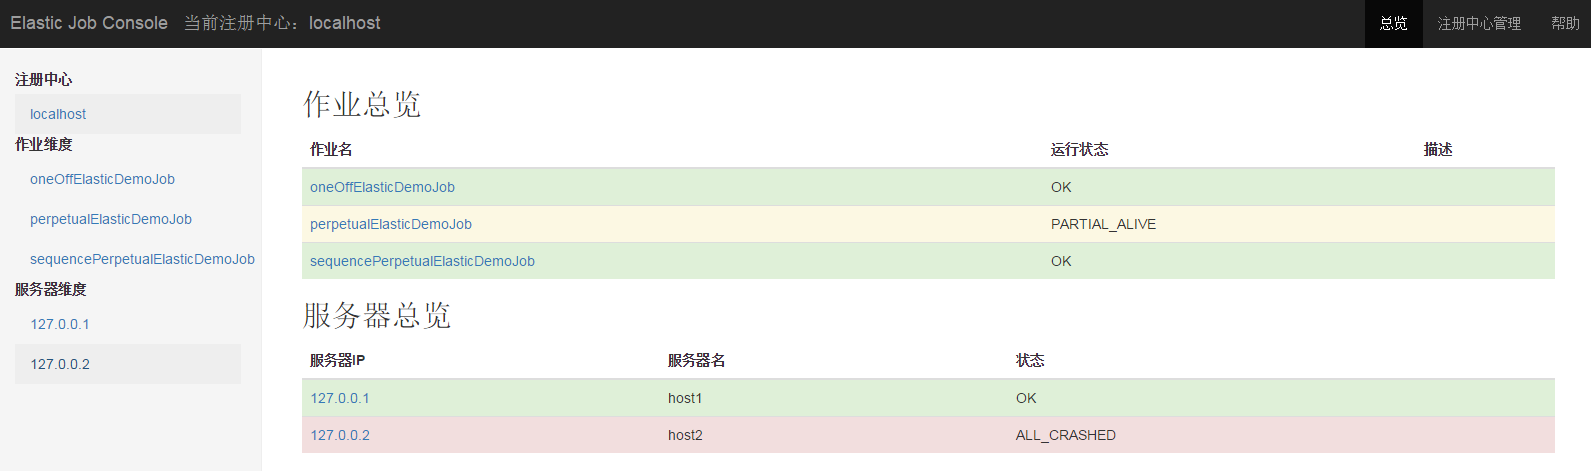 Elastic Job Console 当前注册中心：localhost 总览 注册中心管理 帮助
注册中心
localhost
作业维度
oneOffElasticDemoJob
perpetualElasticDemoJob
sequencePerpetualElasticDemoJob
服务器维度
127.0.0.1
127.0.0.2
作业总览
作业名 运行状态 描述
oneOffElasticDemoJob OK
perpetualElasticDemoJob PARTIAL_ALIVE
sequencePerpetualElasticDemoJob OK
服务器总览
服务器IP 服务器名 状态
127.0.0.1 host1 OK
127.0.0.2 host2 ALL_CRASHED